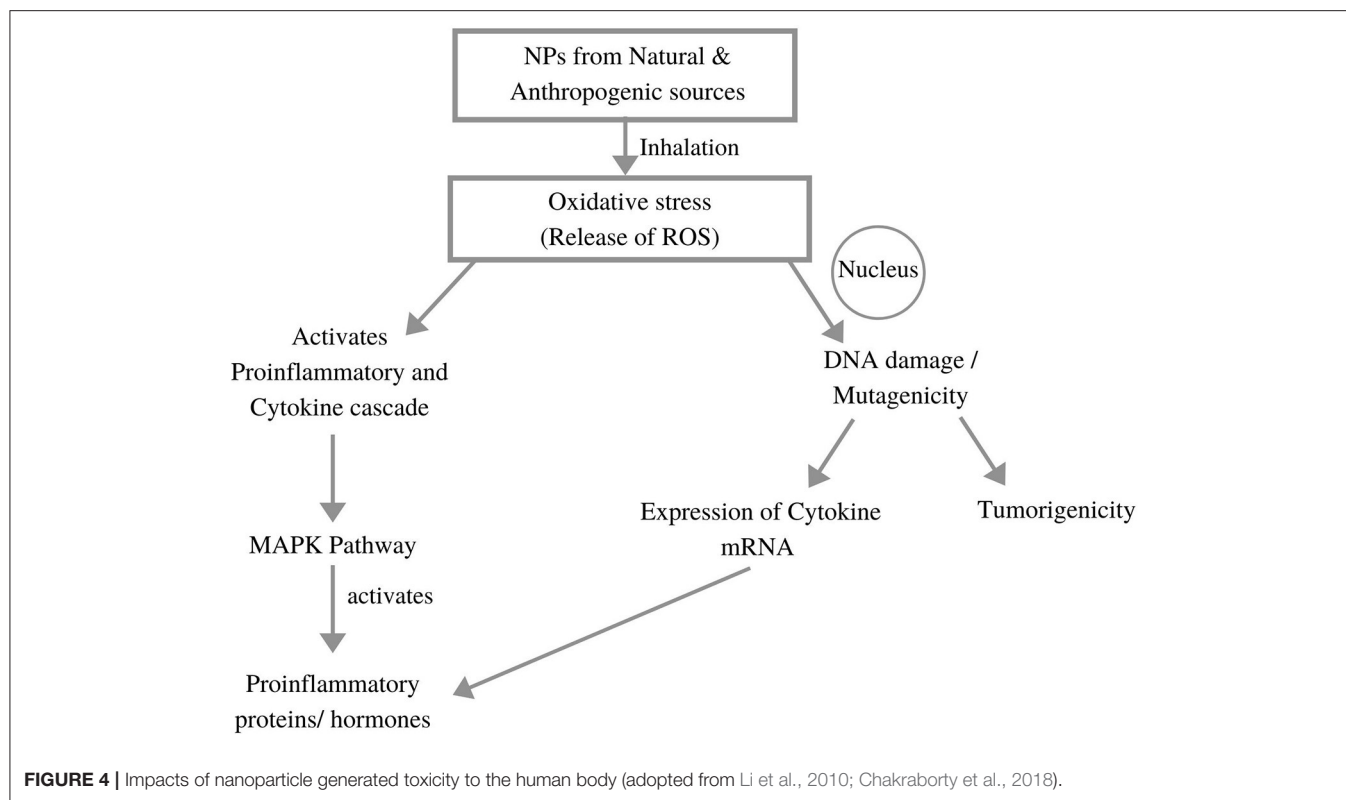 NPs from Natural &
Anthropogenic sources
Inhalation
Oxidative stress
(Release of ROS)
Nucleus
Activates
Proinflammatory and
Cytokine cascade
DNA damage /
Mutagenicity
MAPK Pathway
activates
Expression of Cytokine
mRNA
Tumorigenicity
Proinflammatory
proteins/ hormones
FIGURE 4 | Impacts of nanoparticle generated toxicity to the human body (adopted from Li et al., 2010; Chakraborty et al., 2018).